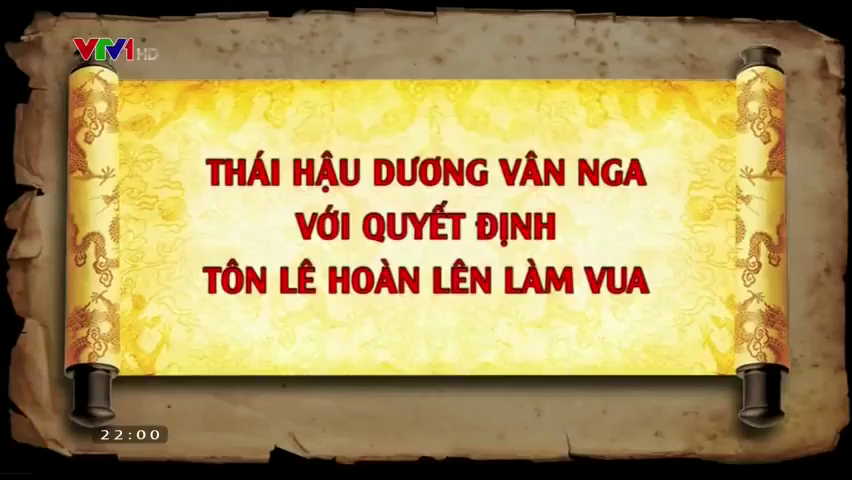 VTV1 HD
THÁI HẬU DƯƠNG VÂN NGA
VỚI QUYẾT ĐỊNH
TÔN LÊ HOÀN LÊN LÀM VUA
22:00